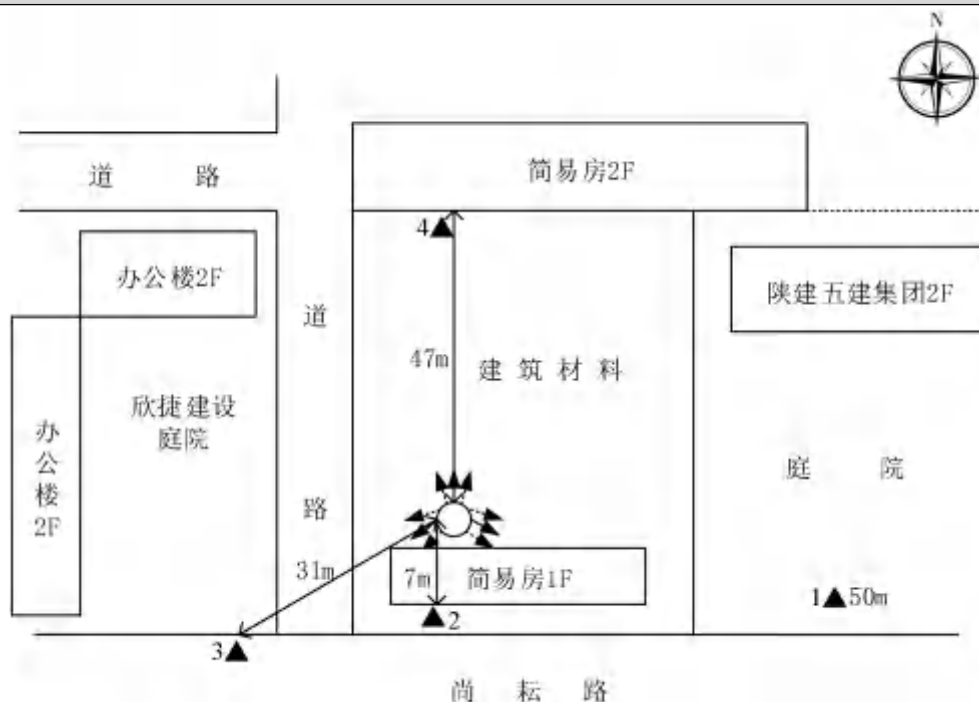 N
道 路
简易房2F
4▲
办公楼2F
陕建五建集团2F
道
47m
建 筑 材 料
欣捷建设
庭院
办
公
楼
2F
庭 院
路
31m
7m
简易房1F
1▲50m
▲2
3▲
尚 耘 路